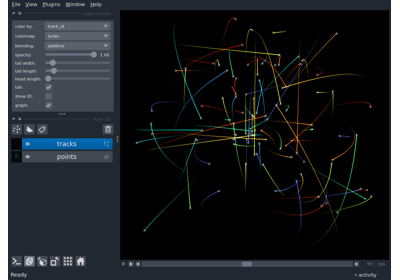 File View Plugins Window Help
color by: track_id
colormap: turbo
blending: additive
opacity: 1.00
tail width:
tail length:
head length:
tail:
show ID:
graph:
tracks
points
Ready
activity